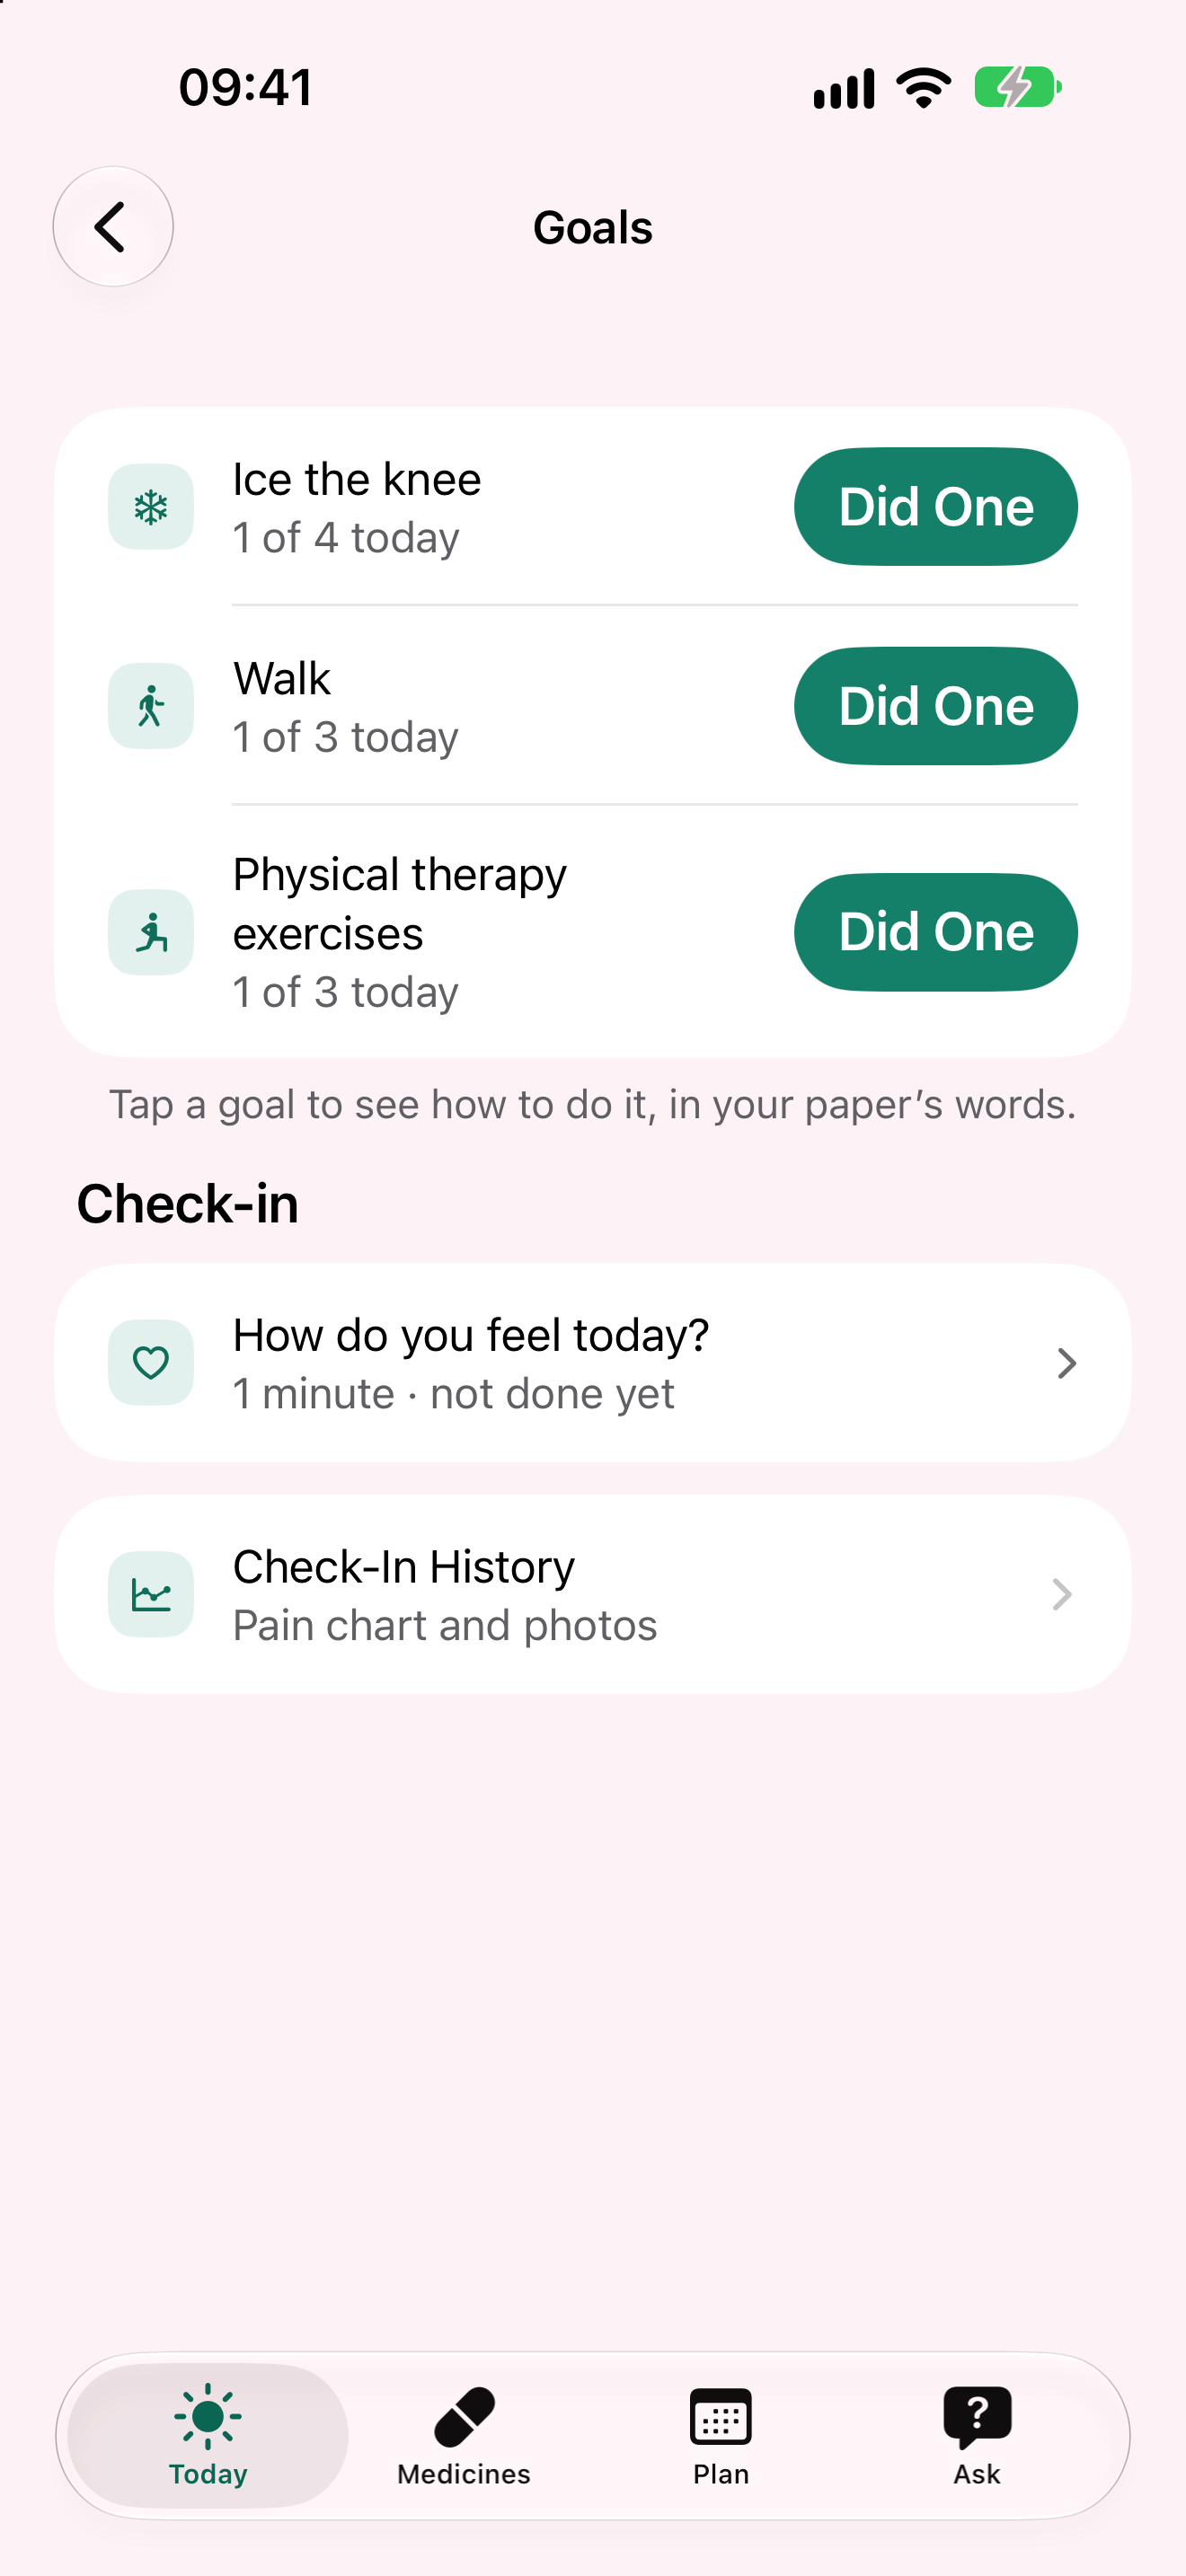 09:41
Goals
Ice the knee
1 of 4 today
Did One
Walk
1 of 3 today
Did One
Physical therapy
exercises
1 of 3 today
Did One
Tap a goal to see how to do it, in your paper’s words.
Check-in
How do you feel today?
1 minute · not done yet
Check-In History
Pain chart and photos
Today
Medicines
Plan
Ask